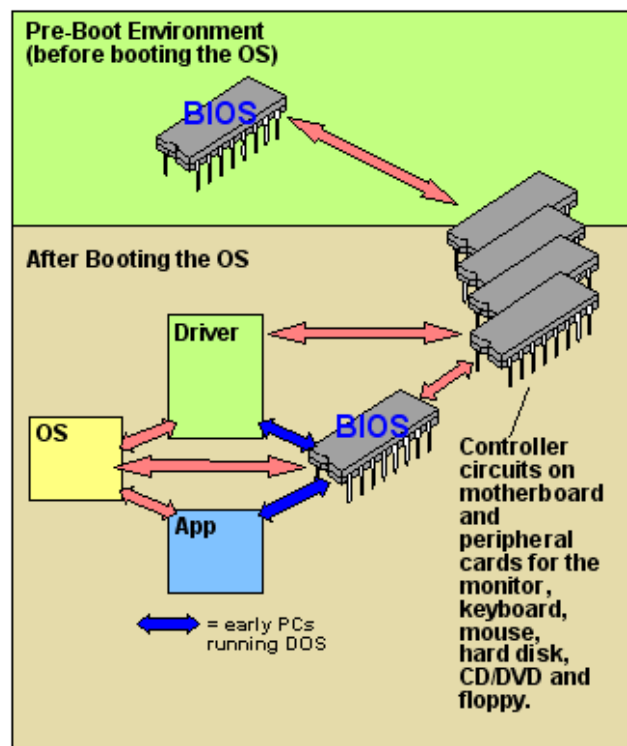 Pre-Boot Environment
(before booting the OS)
BIOS
After Booting the OS
Driver
OS
BIOS
App
= early PCs
running DOS
Controller
circuits on
motherboard
and
peripheral
cards for the
monitor,
keyboard,
mouse,
hard disk,
CD/DVD and
floppy.